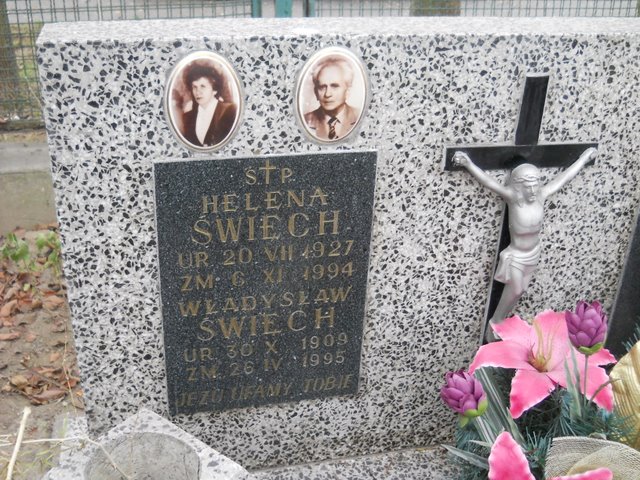 Ś†P
HELENA
ŚWIECH
UR. 20. VII. 1927
ZM. 6. XI. 1994
WŁADYSŁAW
ŚWIECH
UR. 30. X. 1909
ZM. 26. IV. 1995
JEZU UFAMY TOBIE